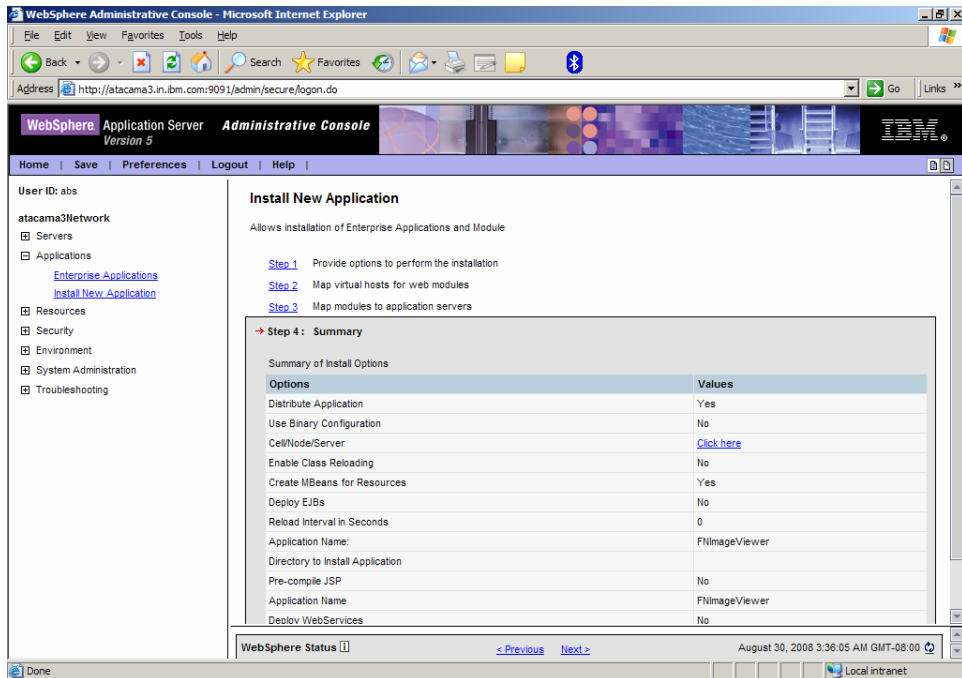 WebSphere Administrative Console - Microsoft Internet Explorer
File Edit View Favorites Tools Help
Back Search Favorites
Address http://atacama3.in.ibm.com:9091/admin/secure/logon.do Go Links »
WebSphere. Application Server Administrative Console
Version 5
IBM.
Home | Save | Preferences | Logout | Help |
User ID: abs
atacama3Network
Servers
Applications
Enterprise Applications
Install New Application
Resources
Security
Environment
System Administration
Troubleshooting
Install New Application
Allows installation of Enterprise Applications and Module
Step 1 Provide options to perform the installation
Step 2 Map virtual hosts for web modules
Step 3 Map modules to application servers
Step 4 : Summary
Summary of Install Options
Options Values
Distribute Application Yes
Use Binary Configuration No
Cell/Node/Server Click here
Enable Class Reloading No
Create MBeans for Resources Yes
Deploy EJBs No
Reload Interval in Seconds 0
Application Name: FNImageViewer
Directory to Install Application
Pre-compile JSP No
Application Name FNImageViewer
Deploy WebServices No
WebSphere Status i < Previous Next > August 30, 2008 3:36:05 AM GMT-08:00
Done Local intranet